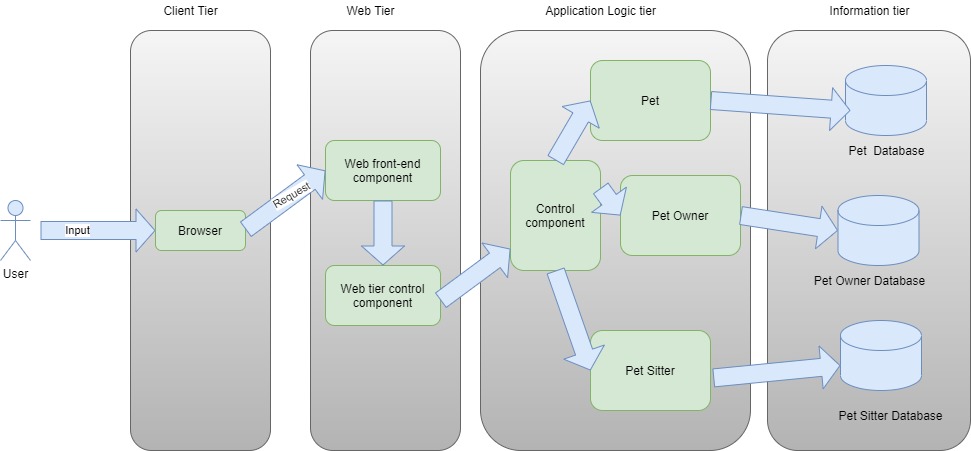 Client Tier
Web Tier
Application Logic tier
Information tier
Pet
Pet  Database
Web front-end
component
Request
Control
component
Pet Owner
Input
Browser
User
Pet Owner Database
Web tier control
component
Pet Sitter
Pet Sitter Database